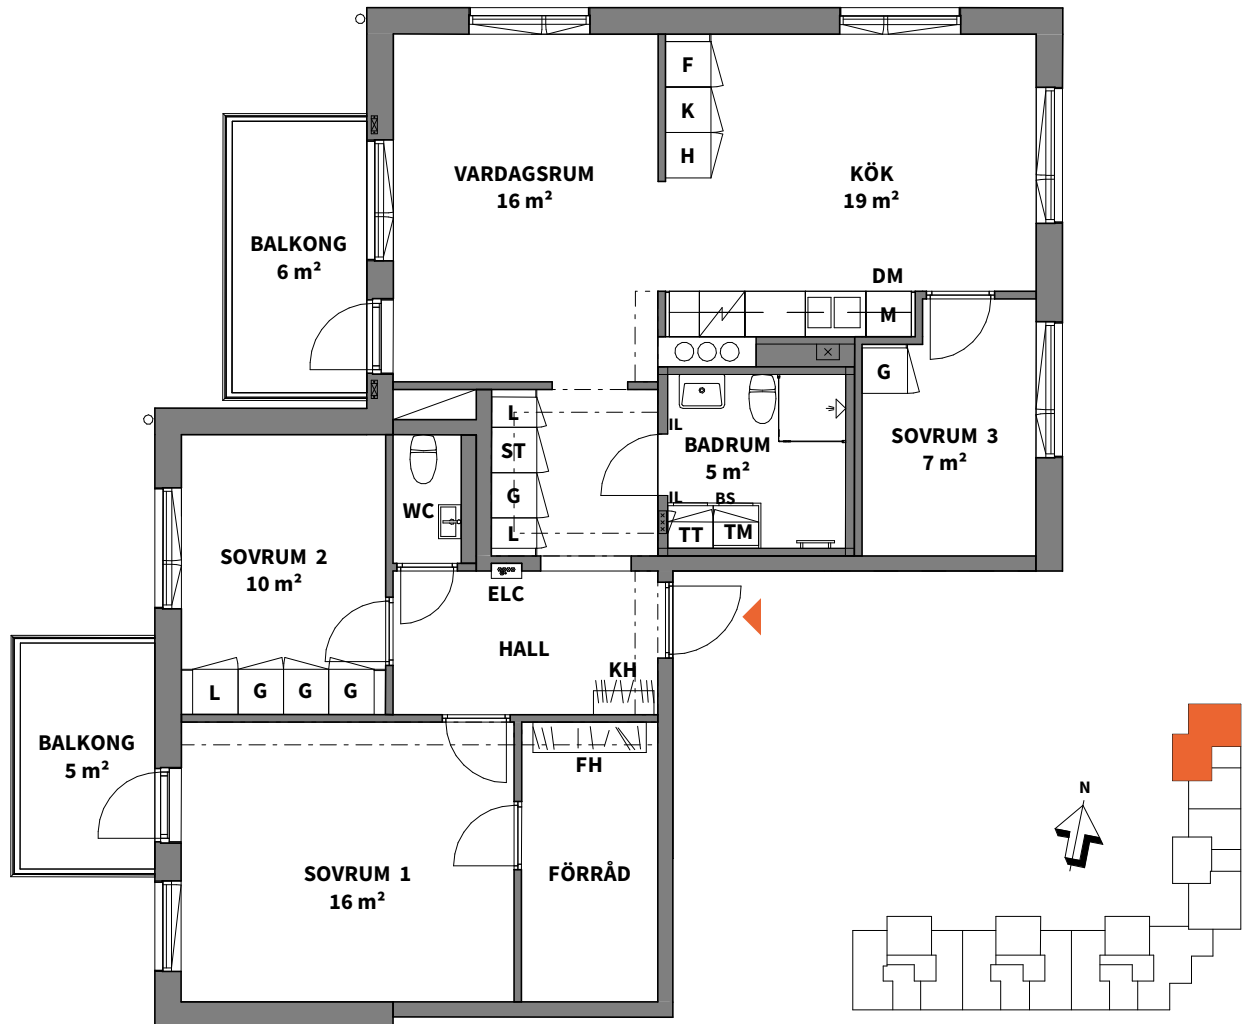 F
K
H
VARDAGSRUM
16 m²
KÖK
19 m²
BALKONG
6 m²
DM
M
G
L
ST
G
L
IL
BADRUM
5 m²
IL
BS
TT
TM
SOVRUM 3
7 m²
WC
SOVRUM 2
10 m²
ELC
HALL
KH
L
G
G
G
BALKONG
5 m²
FH
SOVRUM 1
16 m²
FÖRRÅD
N